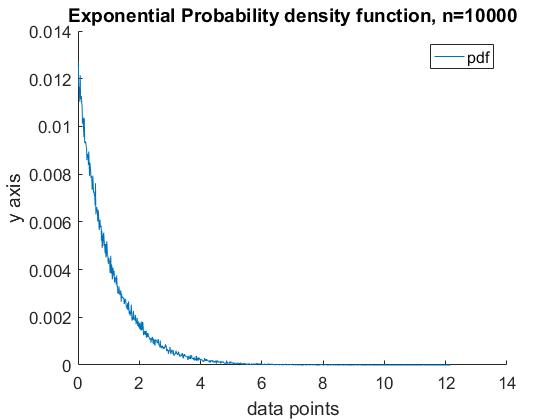 Exponential Probability density function, n=10000
0.014
0.012
0.01
0.008
0.006
0.004
0.002
0
y axis
pdf
0 2 4 6 8 10 12 14
data points